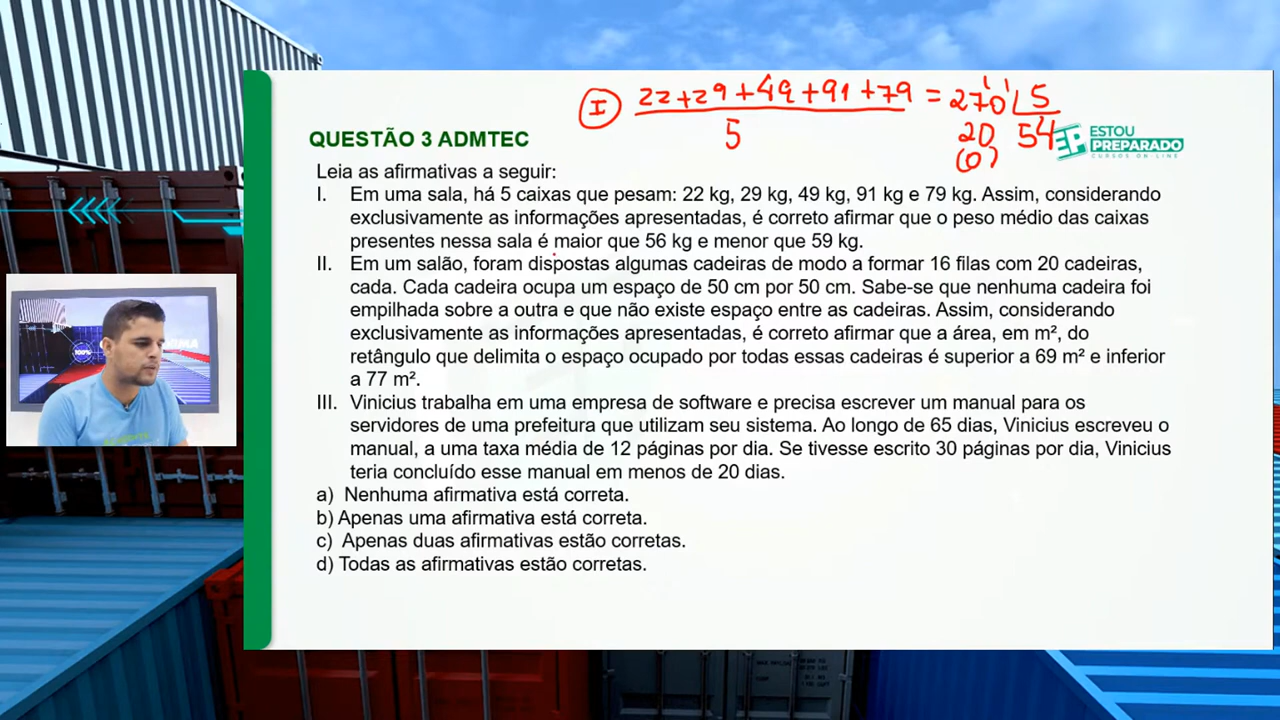 I 22+29+49+91+79 = 270 5
5 20 54
(0)
ESTOU
PREPARADO
CURSOS ON-LINE
QUESTÃO 3 ADMTEC
Leia as afirmativas a seguir:
I. Em uma sala, há 5 caixas que pesam: 22 kg, 29 kg, 49 kg, 91 kg e 79 kg. Assim, considerando
exclusivamente as informações apresentadas, é correto afirmar que o peso médio das caixas
presentes nessa sala é maior que 56 kg e menor que 59 kg.
II. Em um salão, foram dispostas algumas cadeiras de modo a formar 16 filas com 20 cadeiras,
cada. Cada cadeira ocupa um espaço de 50 cm por 50 cm. Sabe-se que nenhuma cadeira foi
empilhada sobre a outra e que não existe espaço entre as cadeiras. Assim, considerando
exclusivamente as informações apresentadas, é correto afirmar que a área, em m², do
retângulo que delimita o espaço ocupado por todas essas cadeiras é superior a 69 m² e inferior
a 77 m².
III. Vinicius trabalha em uma empresa de software e precisa escrever um manual para os
servidores de uma prefeitura que utilizam seu sistema. Ao longo de 65 dias, Vinicius escreveu o
manual, a uma taxa média de 12 páginas por dia. Se tivesse escrito 30 páginas por dia, Vinicius
teria concluído esse manual em menos de 20 dias.
a) Nenhuma afirmativa está correta.
b) Apenas uma afirmativa está correta.
c) Apenas duas afirmativas estão corretas.
d) Todas as afirmativas estão corretas.
100%